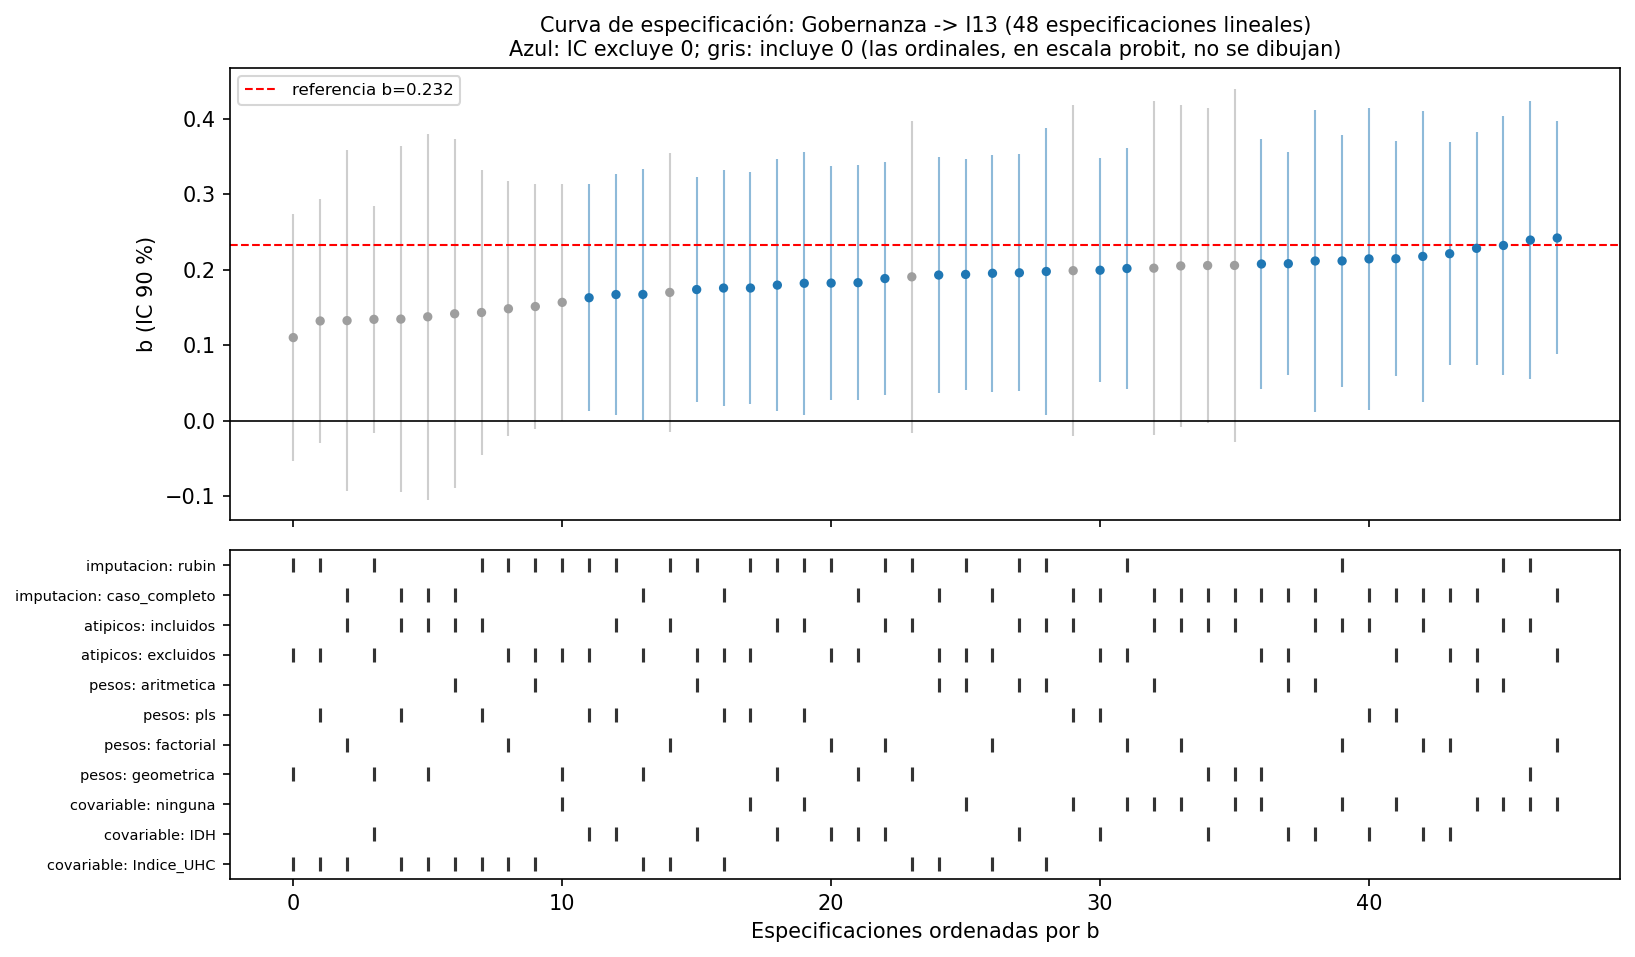 Curva de especificación: Gobernanza -> I13 (48 especificaciones lineales)
Azul: IC excluye 0; gris: incluye 0 (las ordinales, en escala probit, no se dibujan)
referencia b=0.232
b (IC 90 %)
0.4
0.3
0.2
0.1
0.0
−0.1
imputacion: rubin
imputacion: caso_completo
atipicos: incluidos
atipicos: excluidos
pesos: aritmetica
pesos: pls
pesos: factorial
pesos: geometrica
covariable: ninguna
covariable: IDH
covariable: Indice_UHC
0 10 20 30 40
Especificaciones ordenadas por b